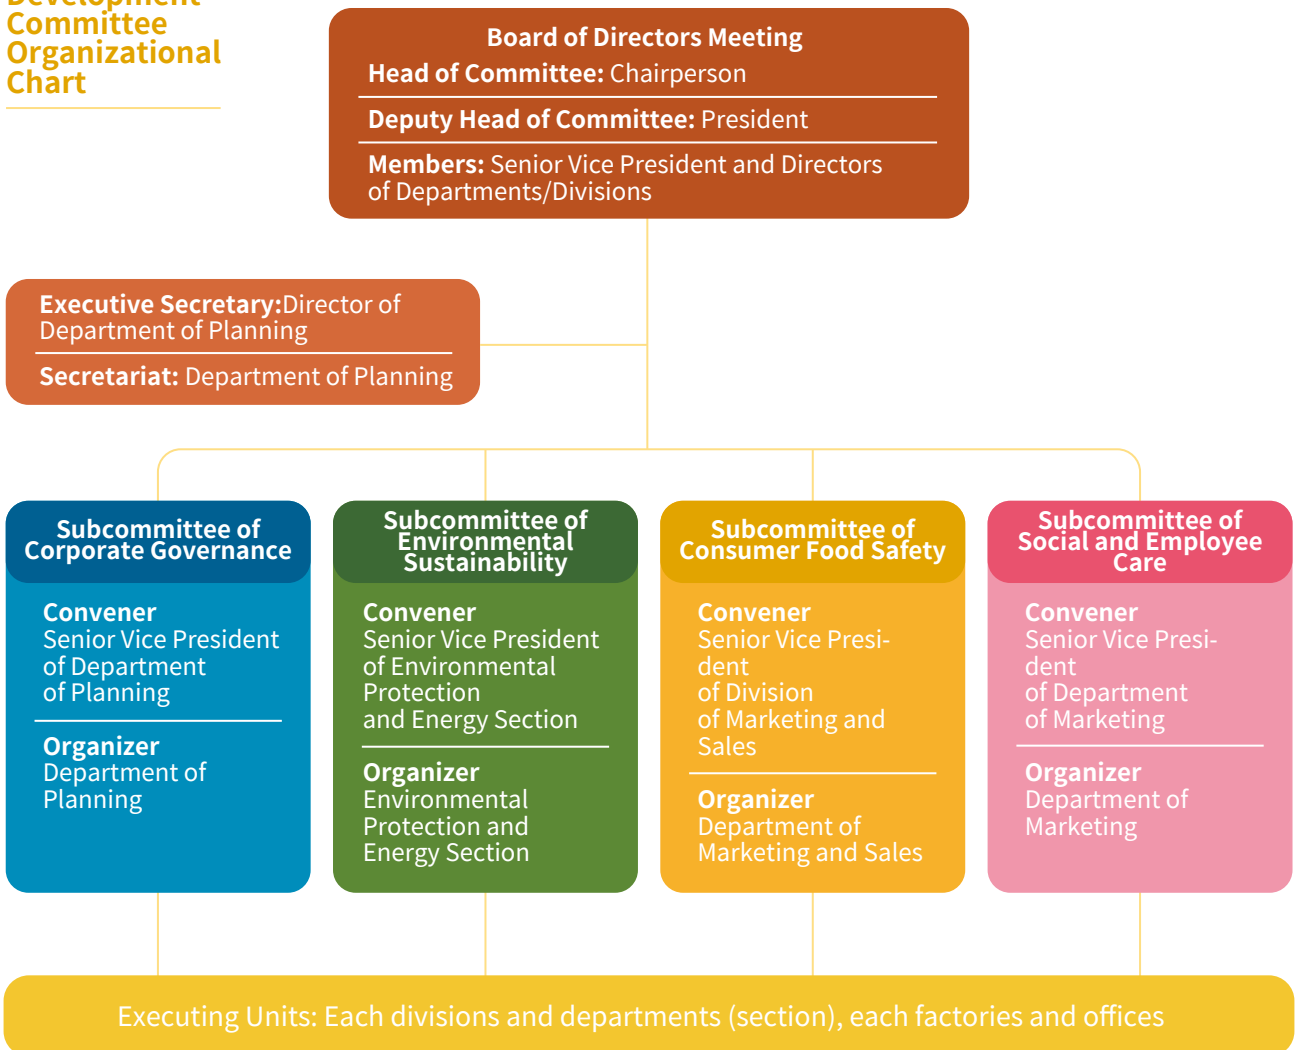 Development
Committee
Organizational
Chart
Board of Directors Meeting
Head of Committee: Chairperson
Deputy Head of Committee: President
Members: Senior Vice President and Directors
of Departments/Divisions
Executive Secretary:Director of
Department of Planning
Secretariat: Department of Planning
Subcommittee of
Corporate Governance
Convener
Senior Vice President
of Department
of Planning
Organizer
Department of
Planning
Subcommittee of
Environmental
Sustainability
Convener
Senior Vice President
of Environmental
Protection
and Energy Section
Organizer
Environmental
Protection and
Energy Section
Subcommittee of
Consumer Food Safety
Convener
Senior Vice Presi-
dent
of Division
of Marketing and
Sales
Organizer
Department of
Marketing and Sales
Subcommittee of
Social and Employee
Care
Convener
Senior Vice Presi-
dent
of Department
of Marketing
Organizer
Department of
Marketing
Executing Units: Each divisions and departments (section), each factories and offices